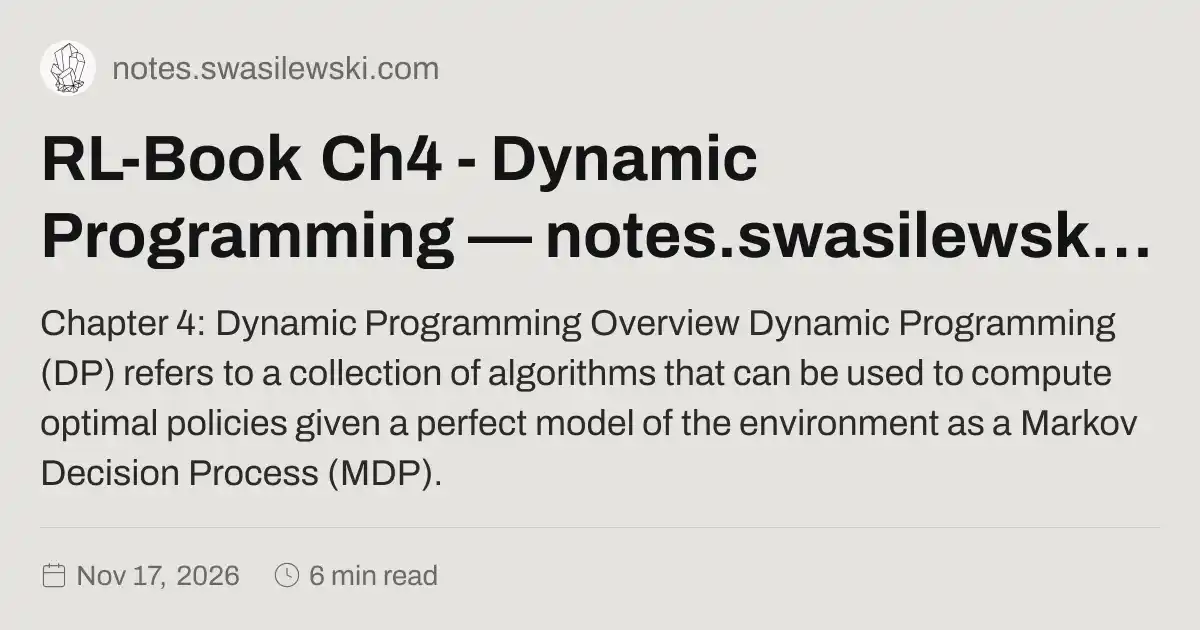 notes.swasilewski.com
RL-Book Ch4 - Dynamic
Programming — notes.swasilewsk...
Chapter 4: Dynamic Programming Overview Dynamic Programming
(DP) refers to a collection of algorithms that can be used to compute
optimal policies given a perfect model of the environment as a Markov
Decision Process (MDP).
Nov 17, 2026 6 min read